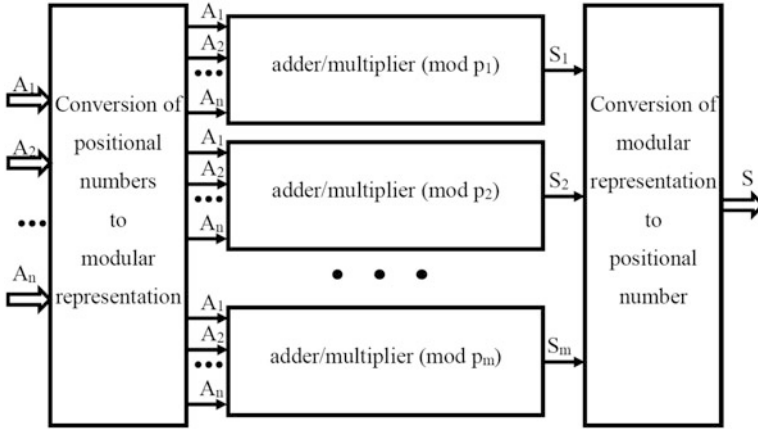 A₁
A₂
•••
Aₙ
Conversion of
positional
numbers
to
modular
representation
A₁
A₂
•••
Aₙ
adder/multiplier (mod p₁)
S₁
A₁
A₂
•••
Aₙ
adder/multiplier (mod p₂)
S₂
• • •
A₁
A₂
•••
Aₙ
adder/multiplier (mod pₘ)
Sₘ
Conversion of
modular
representation
to
positional
number
S